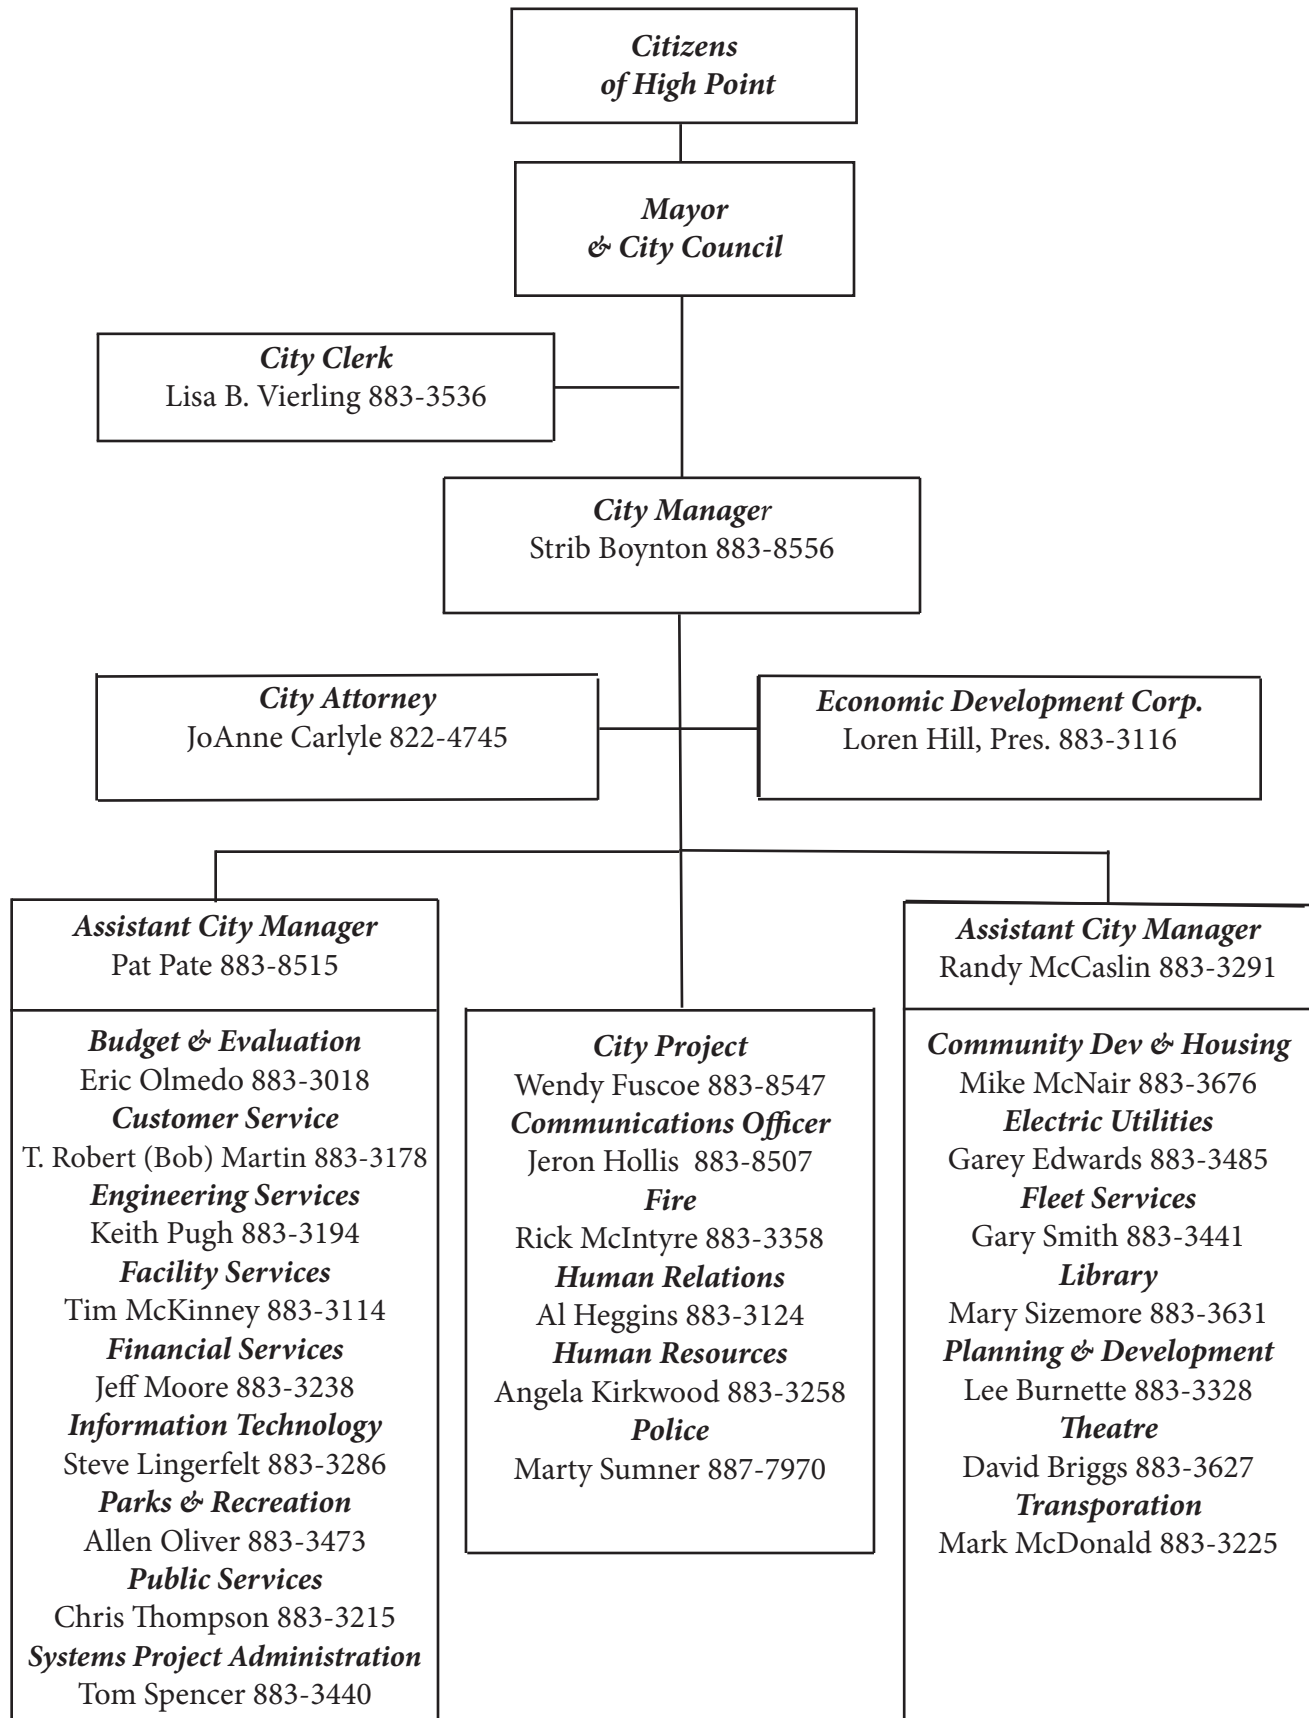 Citizens
of High Point
Mayor
& City Council
City Clerk
Lisa B. Vierling 883-3536
City Manager
Strib Boynton 883-8556
City Attorney
JoAnne Carlyle 822-4745
Economic Development Corp.
Loren Hill, Pres. 883-3116
Assistant City Manager
Pat Pate 883-8515
Budget & Evaluation
Eric Olmedo 883-3018
Customer Service
T. Robert (Bob) Martin 883-3178
Engineering Services
Keith Pugh 883-3194
Facility Services
Tim McKinney 883-3114
Financial Services
Jeff Moore 883-3238
Information Technology
Steve Lingerfelt 883-3286
Parks & Recreation
Allen Oliver 883-3473
Public Services
Chris Thompson 883-3215
Systems Project Administration
Tom Spencer 883-3440
City Project
Wendy Fuscoe 883-8547
Communications Officer
Jeron Hollis  883-8507
Fire
Rick McIntyre 883-3358
Human Relations
Al Heggins 883-3124
Human Resources
Angela Kirkwood 883-3258
Police
Marty Sumner 887-7970
Assistant City Manager
Randy McCaslin 883-3291
Community Dev & Housing
Mike McNair 883-3676
Electric Utilities
Garey Edwards 883-3485
Fleet Services
Gary Smith 883-3441
Library
Mary Sizemore 883-3631
Planning & Development
Lee Burnette 883-3328
Theatre
David Briggs 883-3627
Transporation
Mark McDonald 883-3225